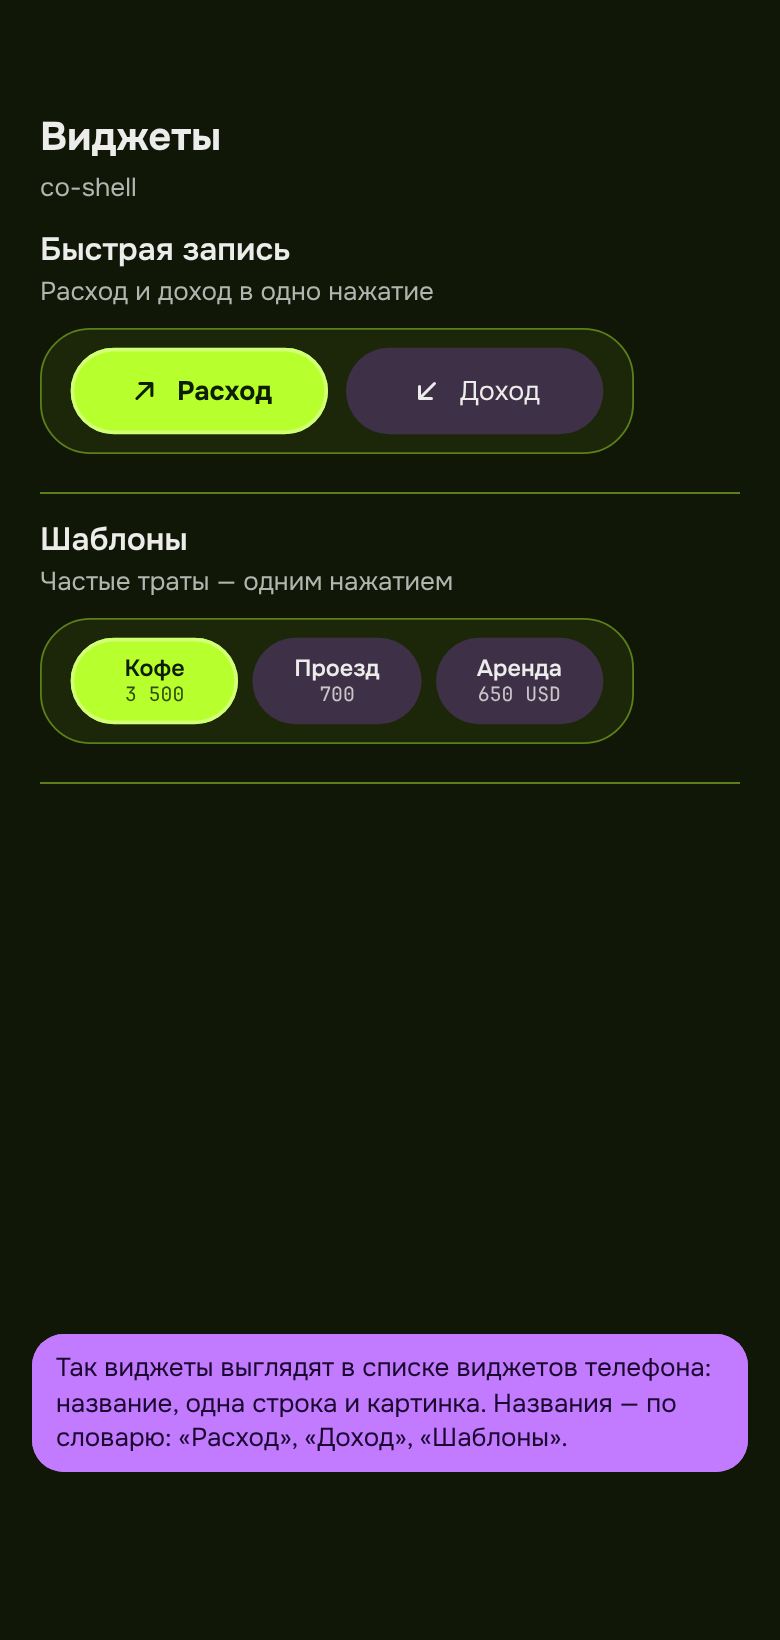 Виджеты
co-shell
Быстрая запись
Расход и доход в одно нажатие
Расход
Доход
Шаблоны
Частые траты — одним нажатием
Кофе
3 500
Проезд
700
Аренда
650 USD
Так виджеты выглядят в списке виджетов телефона:
название, одна строка и картинка. Названия — по
словарю: «Расход», «Доход», «Шаблоны».